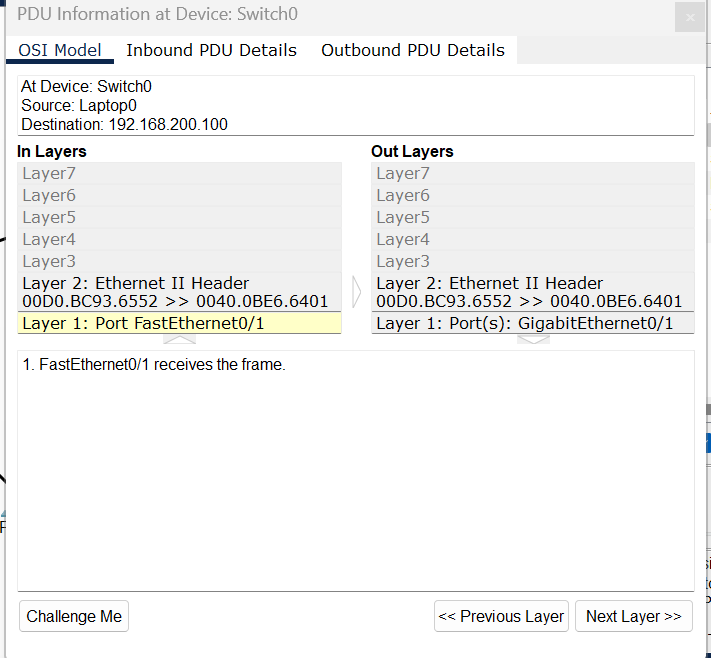 PDU Information at Device: Switch0
×
OSI Model Inbound PDU Details Outbound PDU Details
At Device: Switch0
Source: Laptop0
Destination: 192.168.200.100
In Layers
Layer7
Layer6
Layer5
Layer4
Layer3
Layer 2: Ethernet II Header
00D0.BC93.6552 >> 0040.0BE6.6401
Layer 1: Port FastEthernet0/1
Out Layers
Layer7
Layer6
Layer5
Layer4
Layer3
Layer 2: Ethernet II Header
00D0.BC93.6552 >> 0040.0BE6.6401
Layer 1: Port(s): GigabitEthernet0/1
1. FastEthernet0/1 receives the frame.
Challenge Me
<< Previous Layer
Next Layer >>